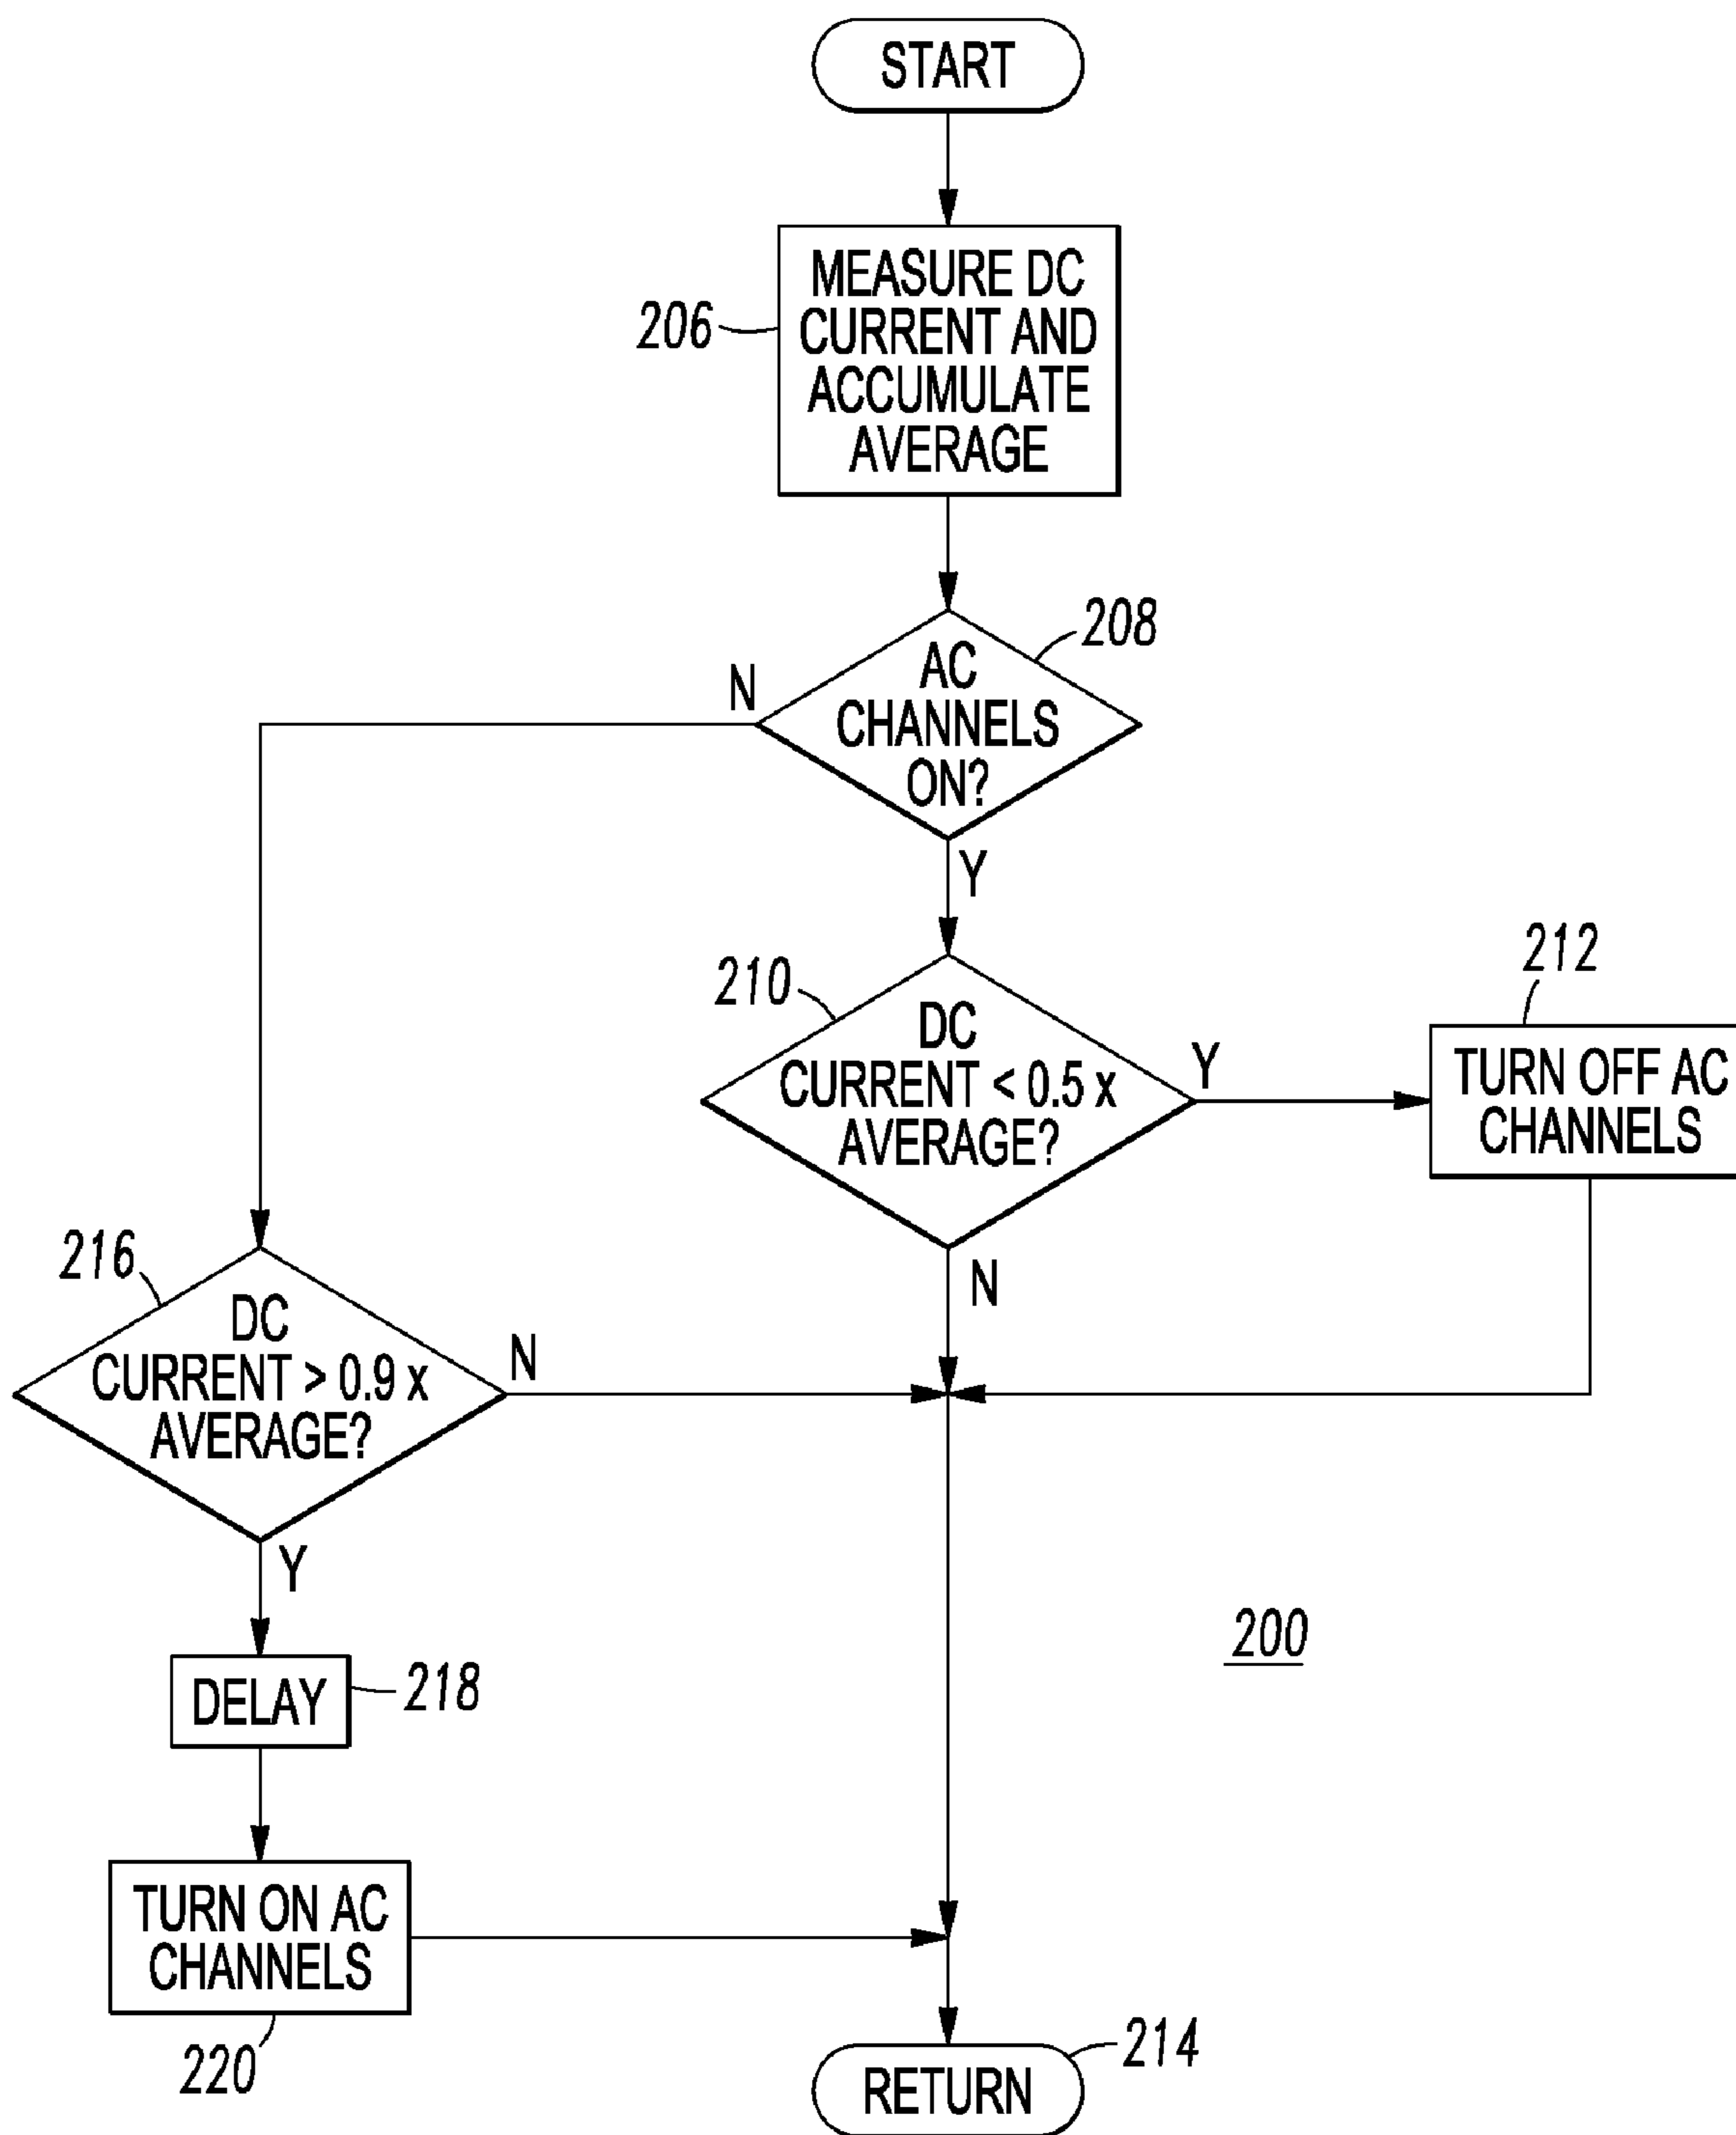 START
206
MEASURE DC
CURRENT AND
ACCUMULATE
AVERAGE
208
N
AC
CHANNELS
ON?
Y
210
DC
CURRENT < 0.5 x
AVERAGE?
Y
212
TURN OFF AC
CHANNELS
N
216
DC
CURRENT > 0.9 x
AVERAGE?
N
Y
200
DELAY
218
TURN ON AC
CHANNELS
220
RETURN
214